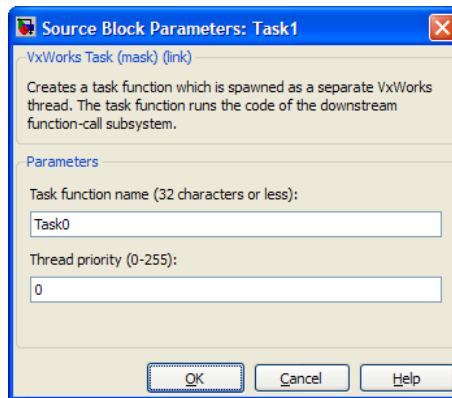 Source Block Parameters: Task1
VxWorks Task (mask) (link)
Creates a task function which is spawned as a separate VxWorks
thread. The task function runs the code of the downstream
function-call subsystem.
Parameters
Task function name (32 characters or less):
Task0
Thread priority (0-255):
0
OK Cancel Help